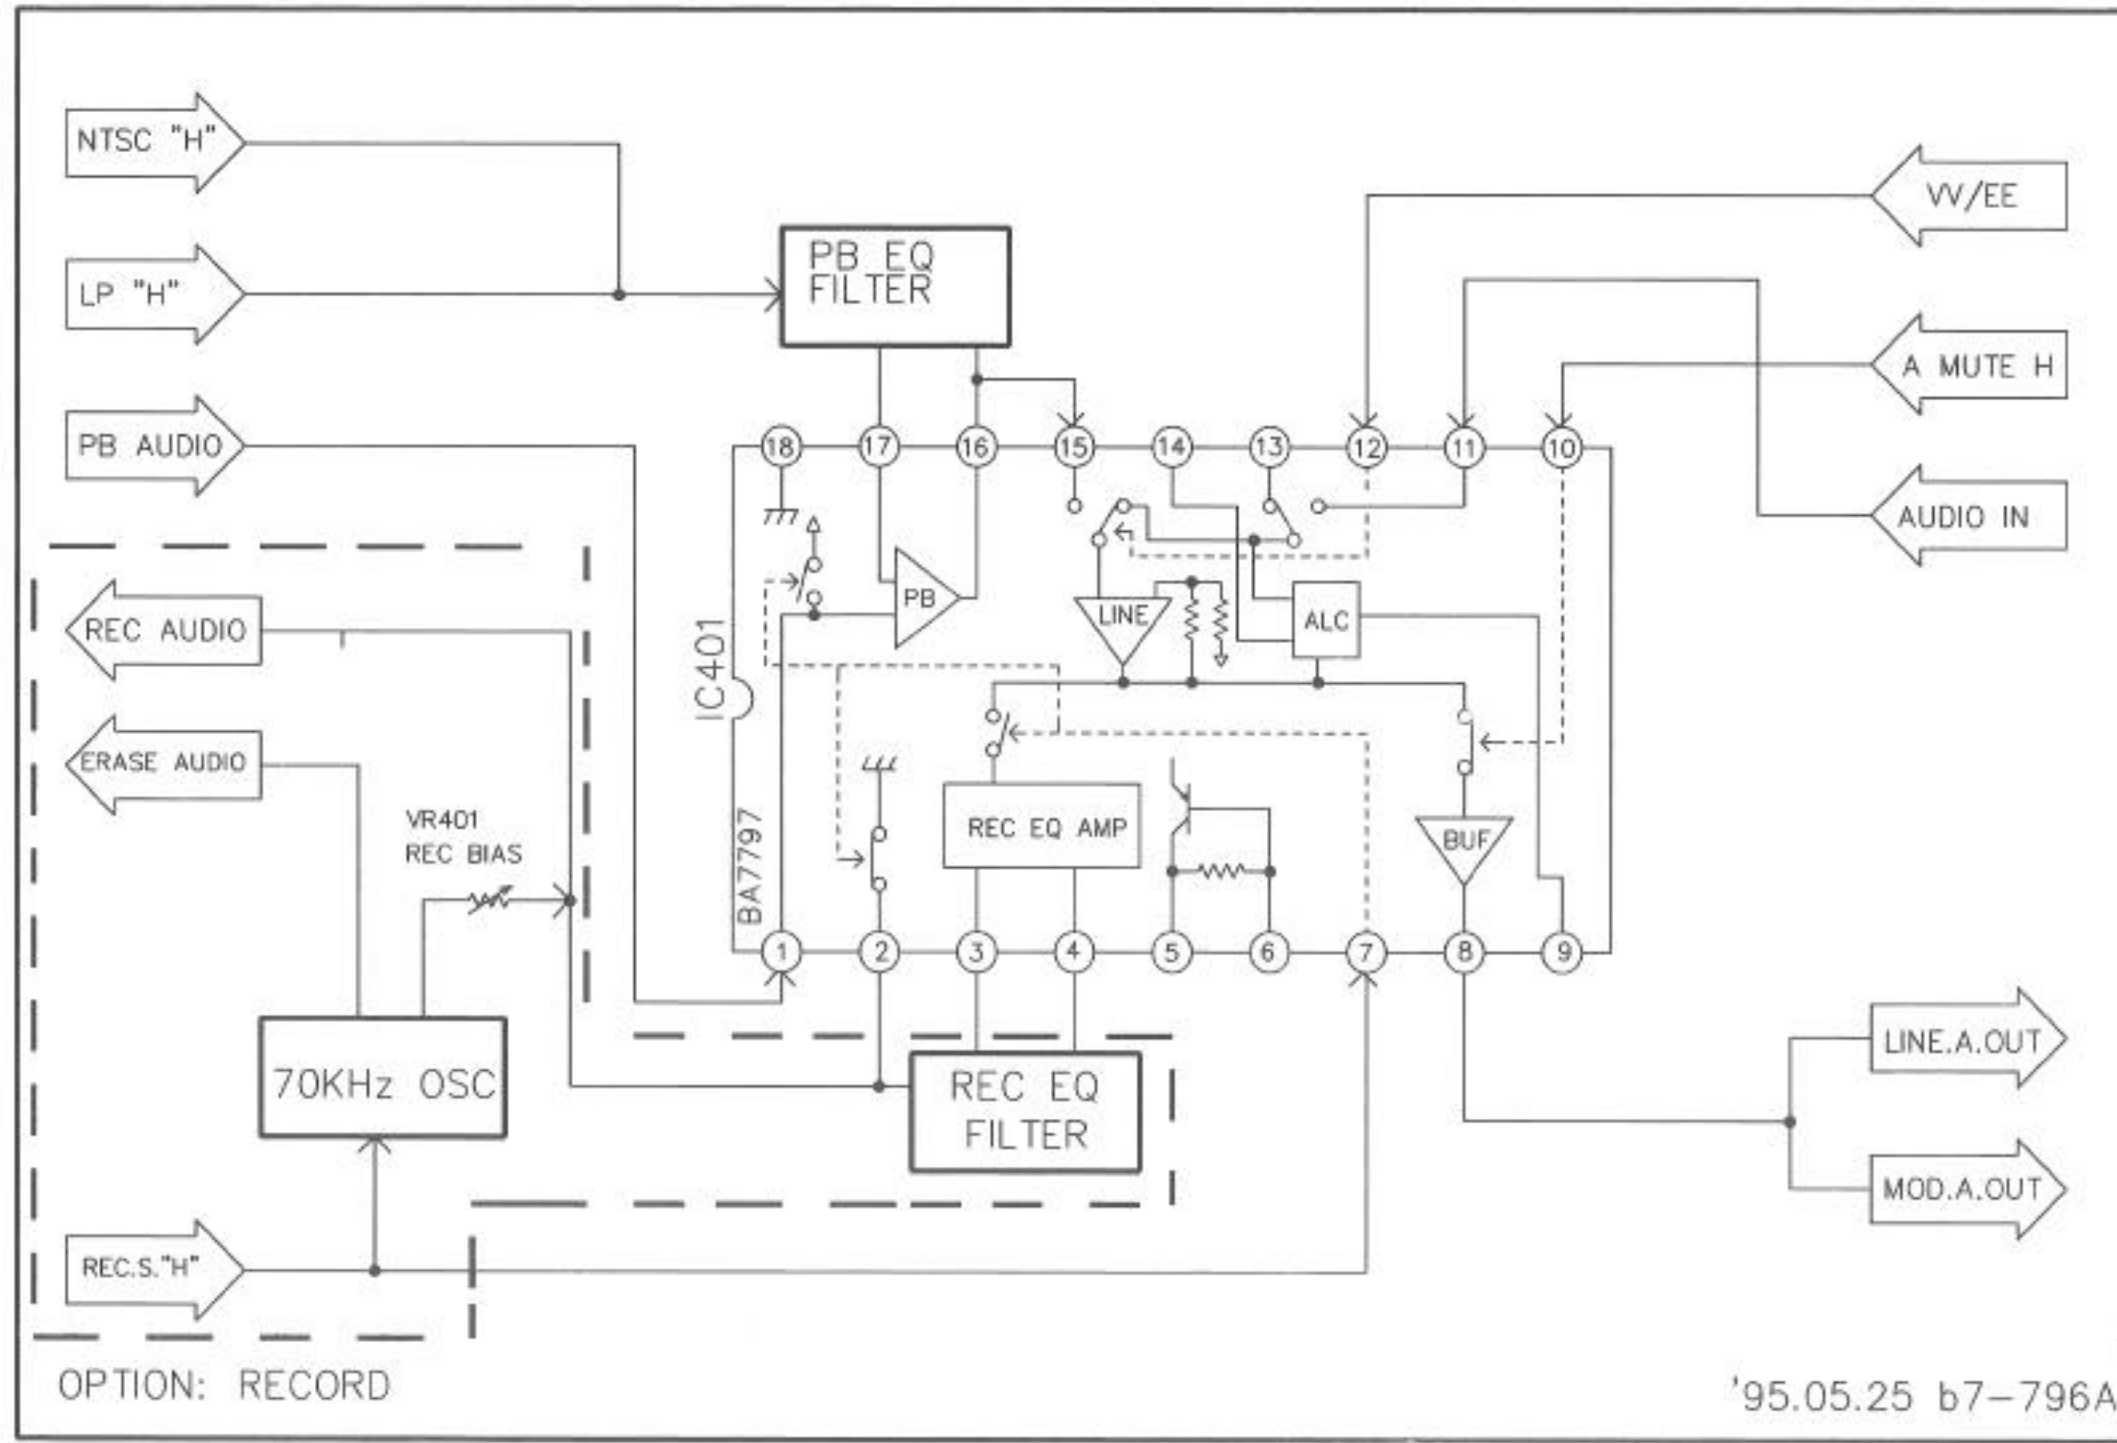 NTSC "H"
LP "H"
PB AUDIO
REC AUDIO
ERASE AUDIO
VR401
REC BIAS
70KHz OSC
REC.S."H"
OPTION: RECORD
PB EQ
FILTER
VV/EE
A MUTE H
AUDIO IN
18
17
16
15
14
13
12
11
10
IC401
BA7797
PB
LINE
ALC
REC EQ AMP
BUF
1
2
3
4
5
6
7
8
9
REC EQ
FILTER
LINE.A.OUT
MOD.A.OUT
'95.05.25 b7-796A